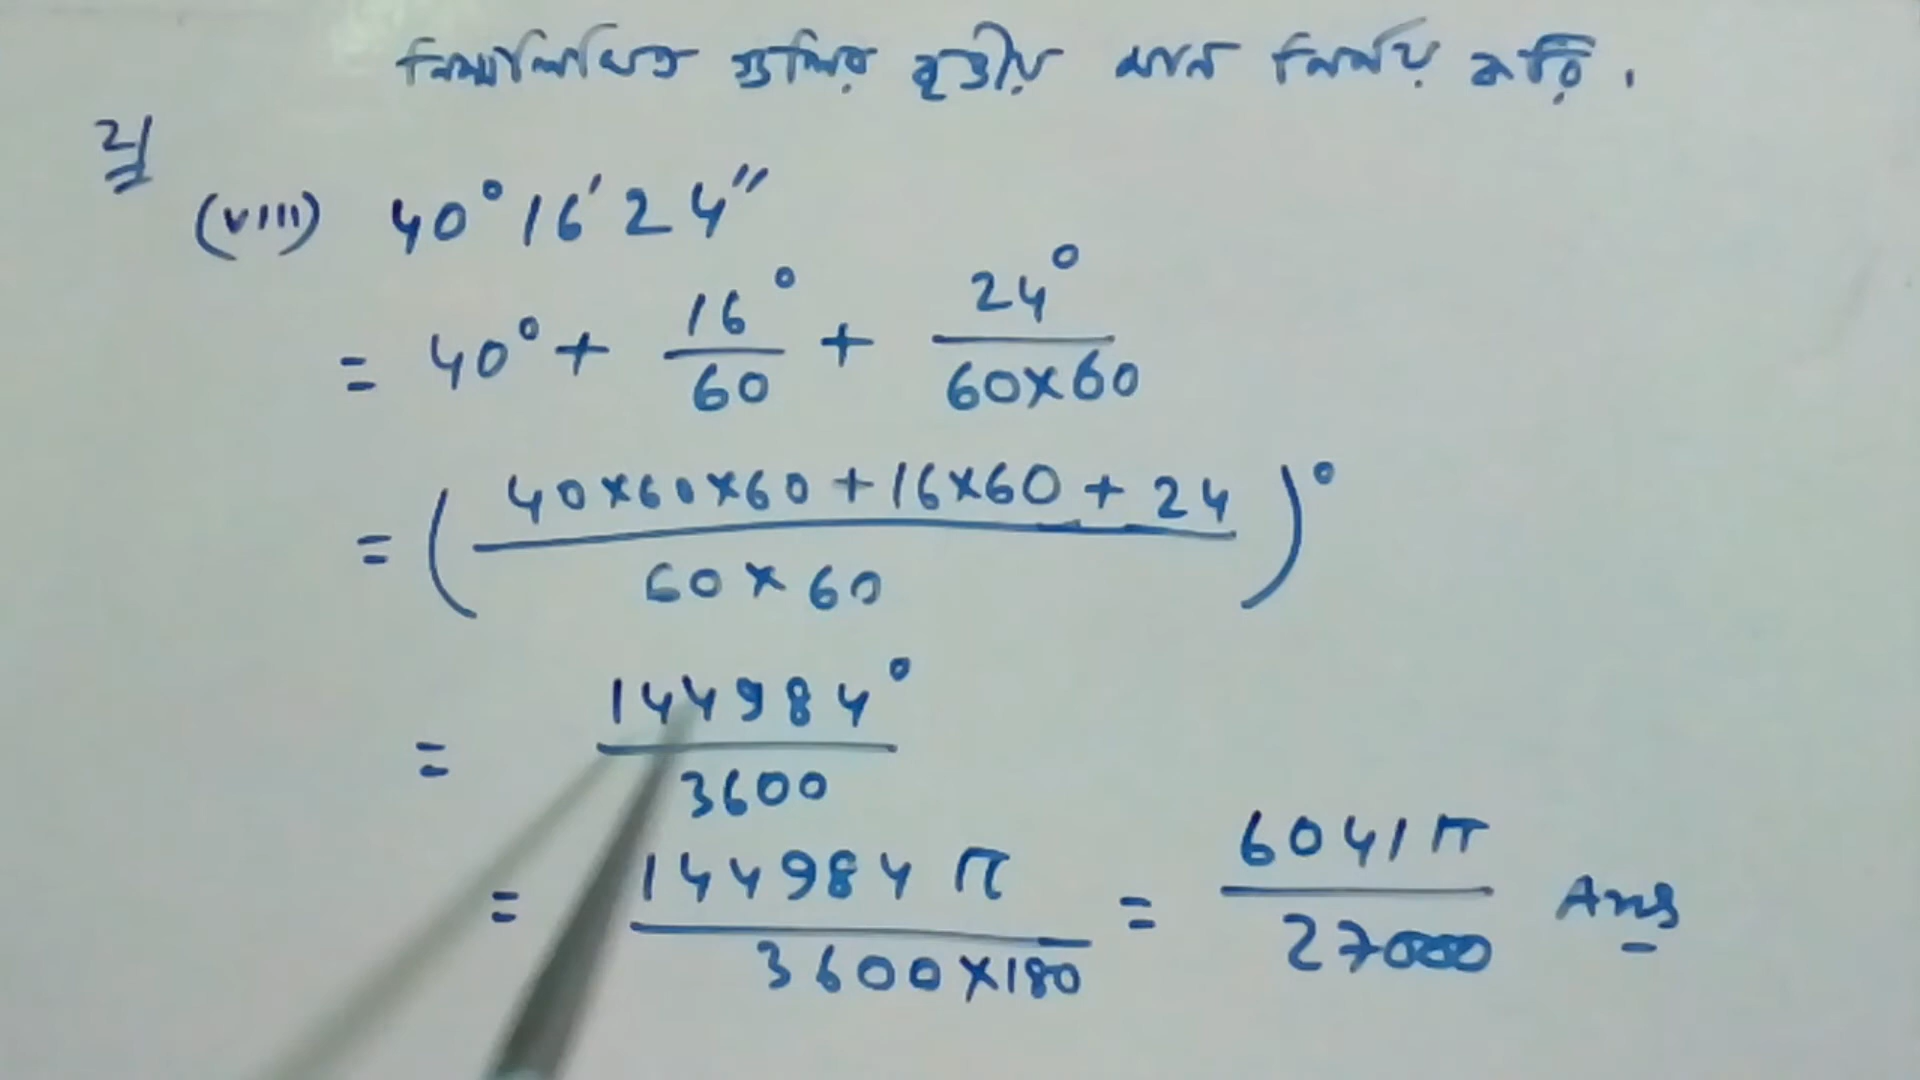 নিম্নলিখিত গুলির বৃত্তীয় মান নির্ণয় করি।
2|
(viii) 40° 16′ 24″
= 40° + 16°/60 + 24°/60×60
= (40×60×60+16×60+24/60×60)°
= 144984°/3600
= 144984π/3600×180 = 6041π/27000 Ans